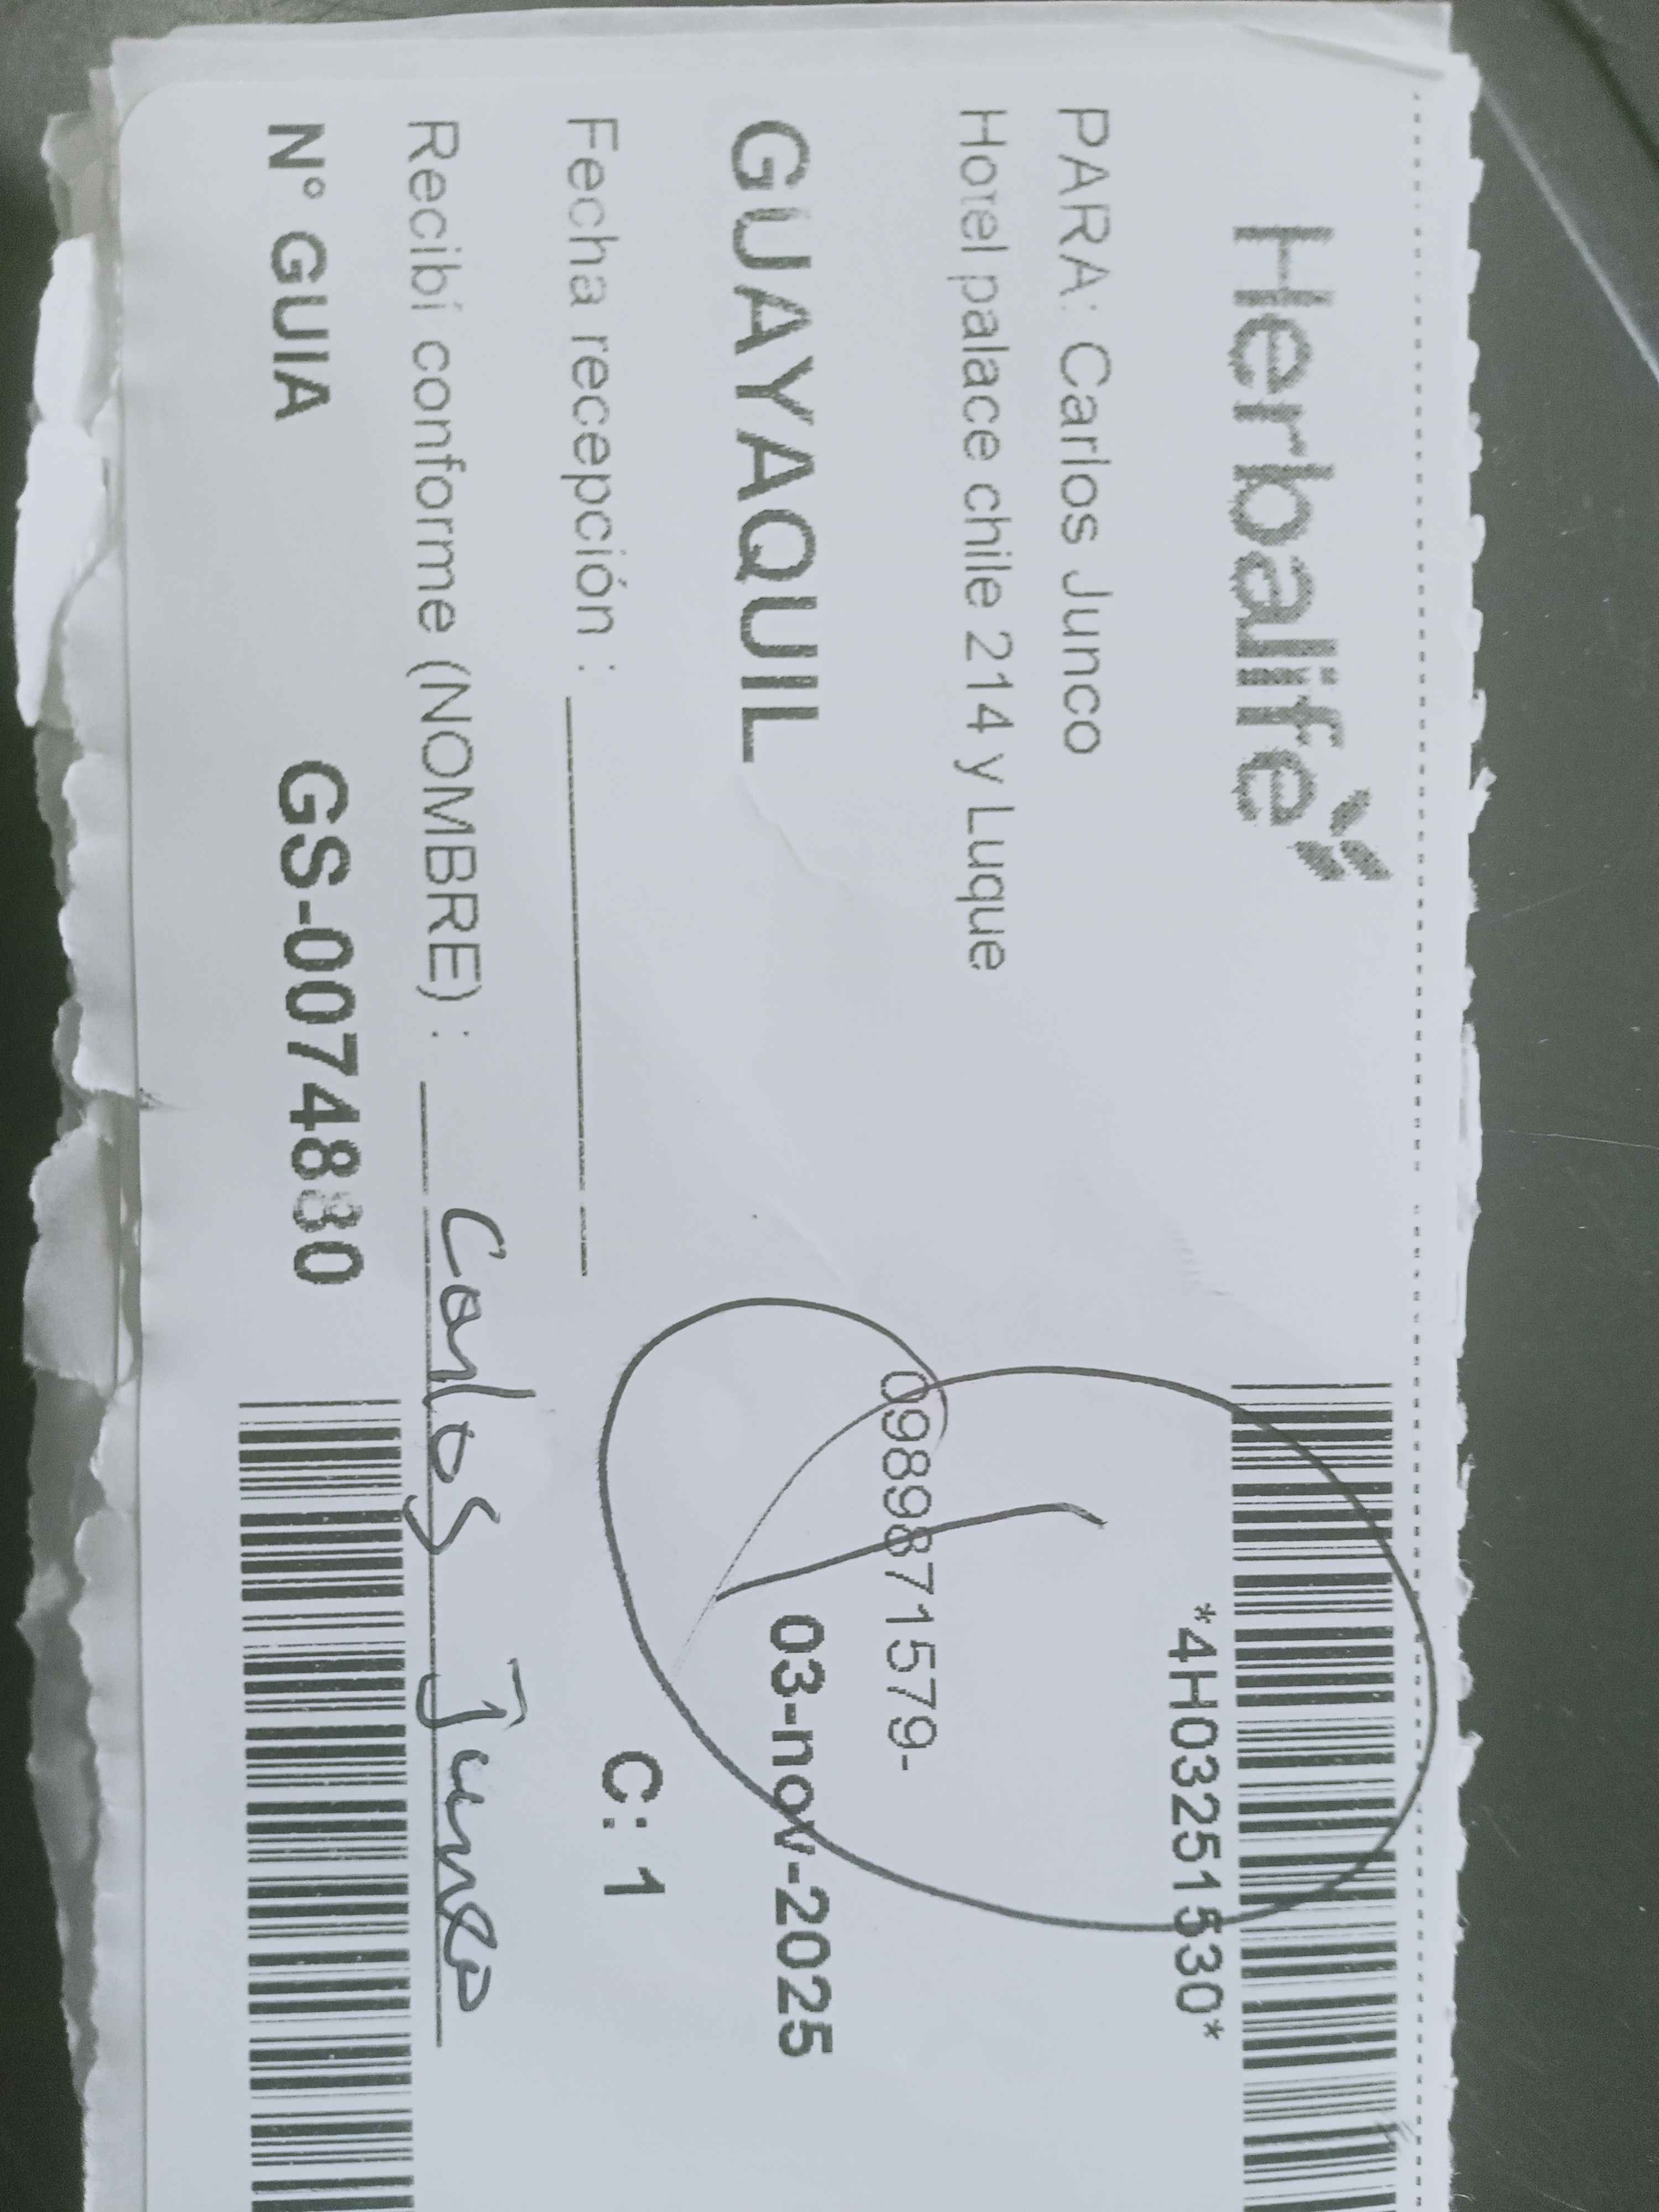 Herbalife
*4H03251530*
PARA: Carlos Junco
Hotel palace chile 214 y Luque
0989871579-
GUAYAQUIL
03-nov-2025
Fecha recepción :
C: 1
Recibí conforme (NOMBRE) : Carlos Junco
N° GUIA GS-0074880